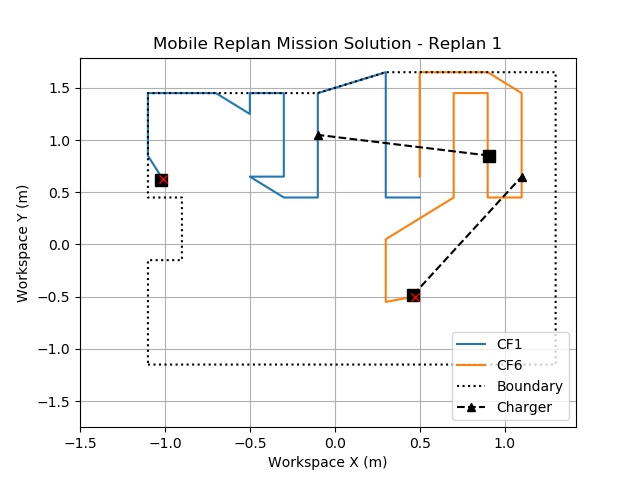 Mobile Replan Mission Solution - Replan 1
1.5
1.0
0.5
0.0
−0.5
−1.0
−1.5
Workspace Y (m)
−1.5
−1.0
−0.5
0.0
0.5
1.0
Workspace X (m)
CF1
CF6
Boundary
Charger